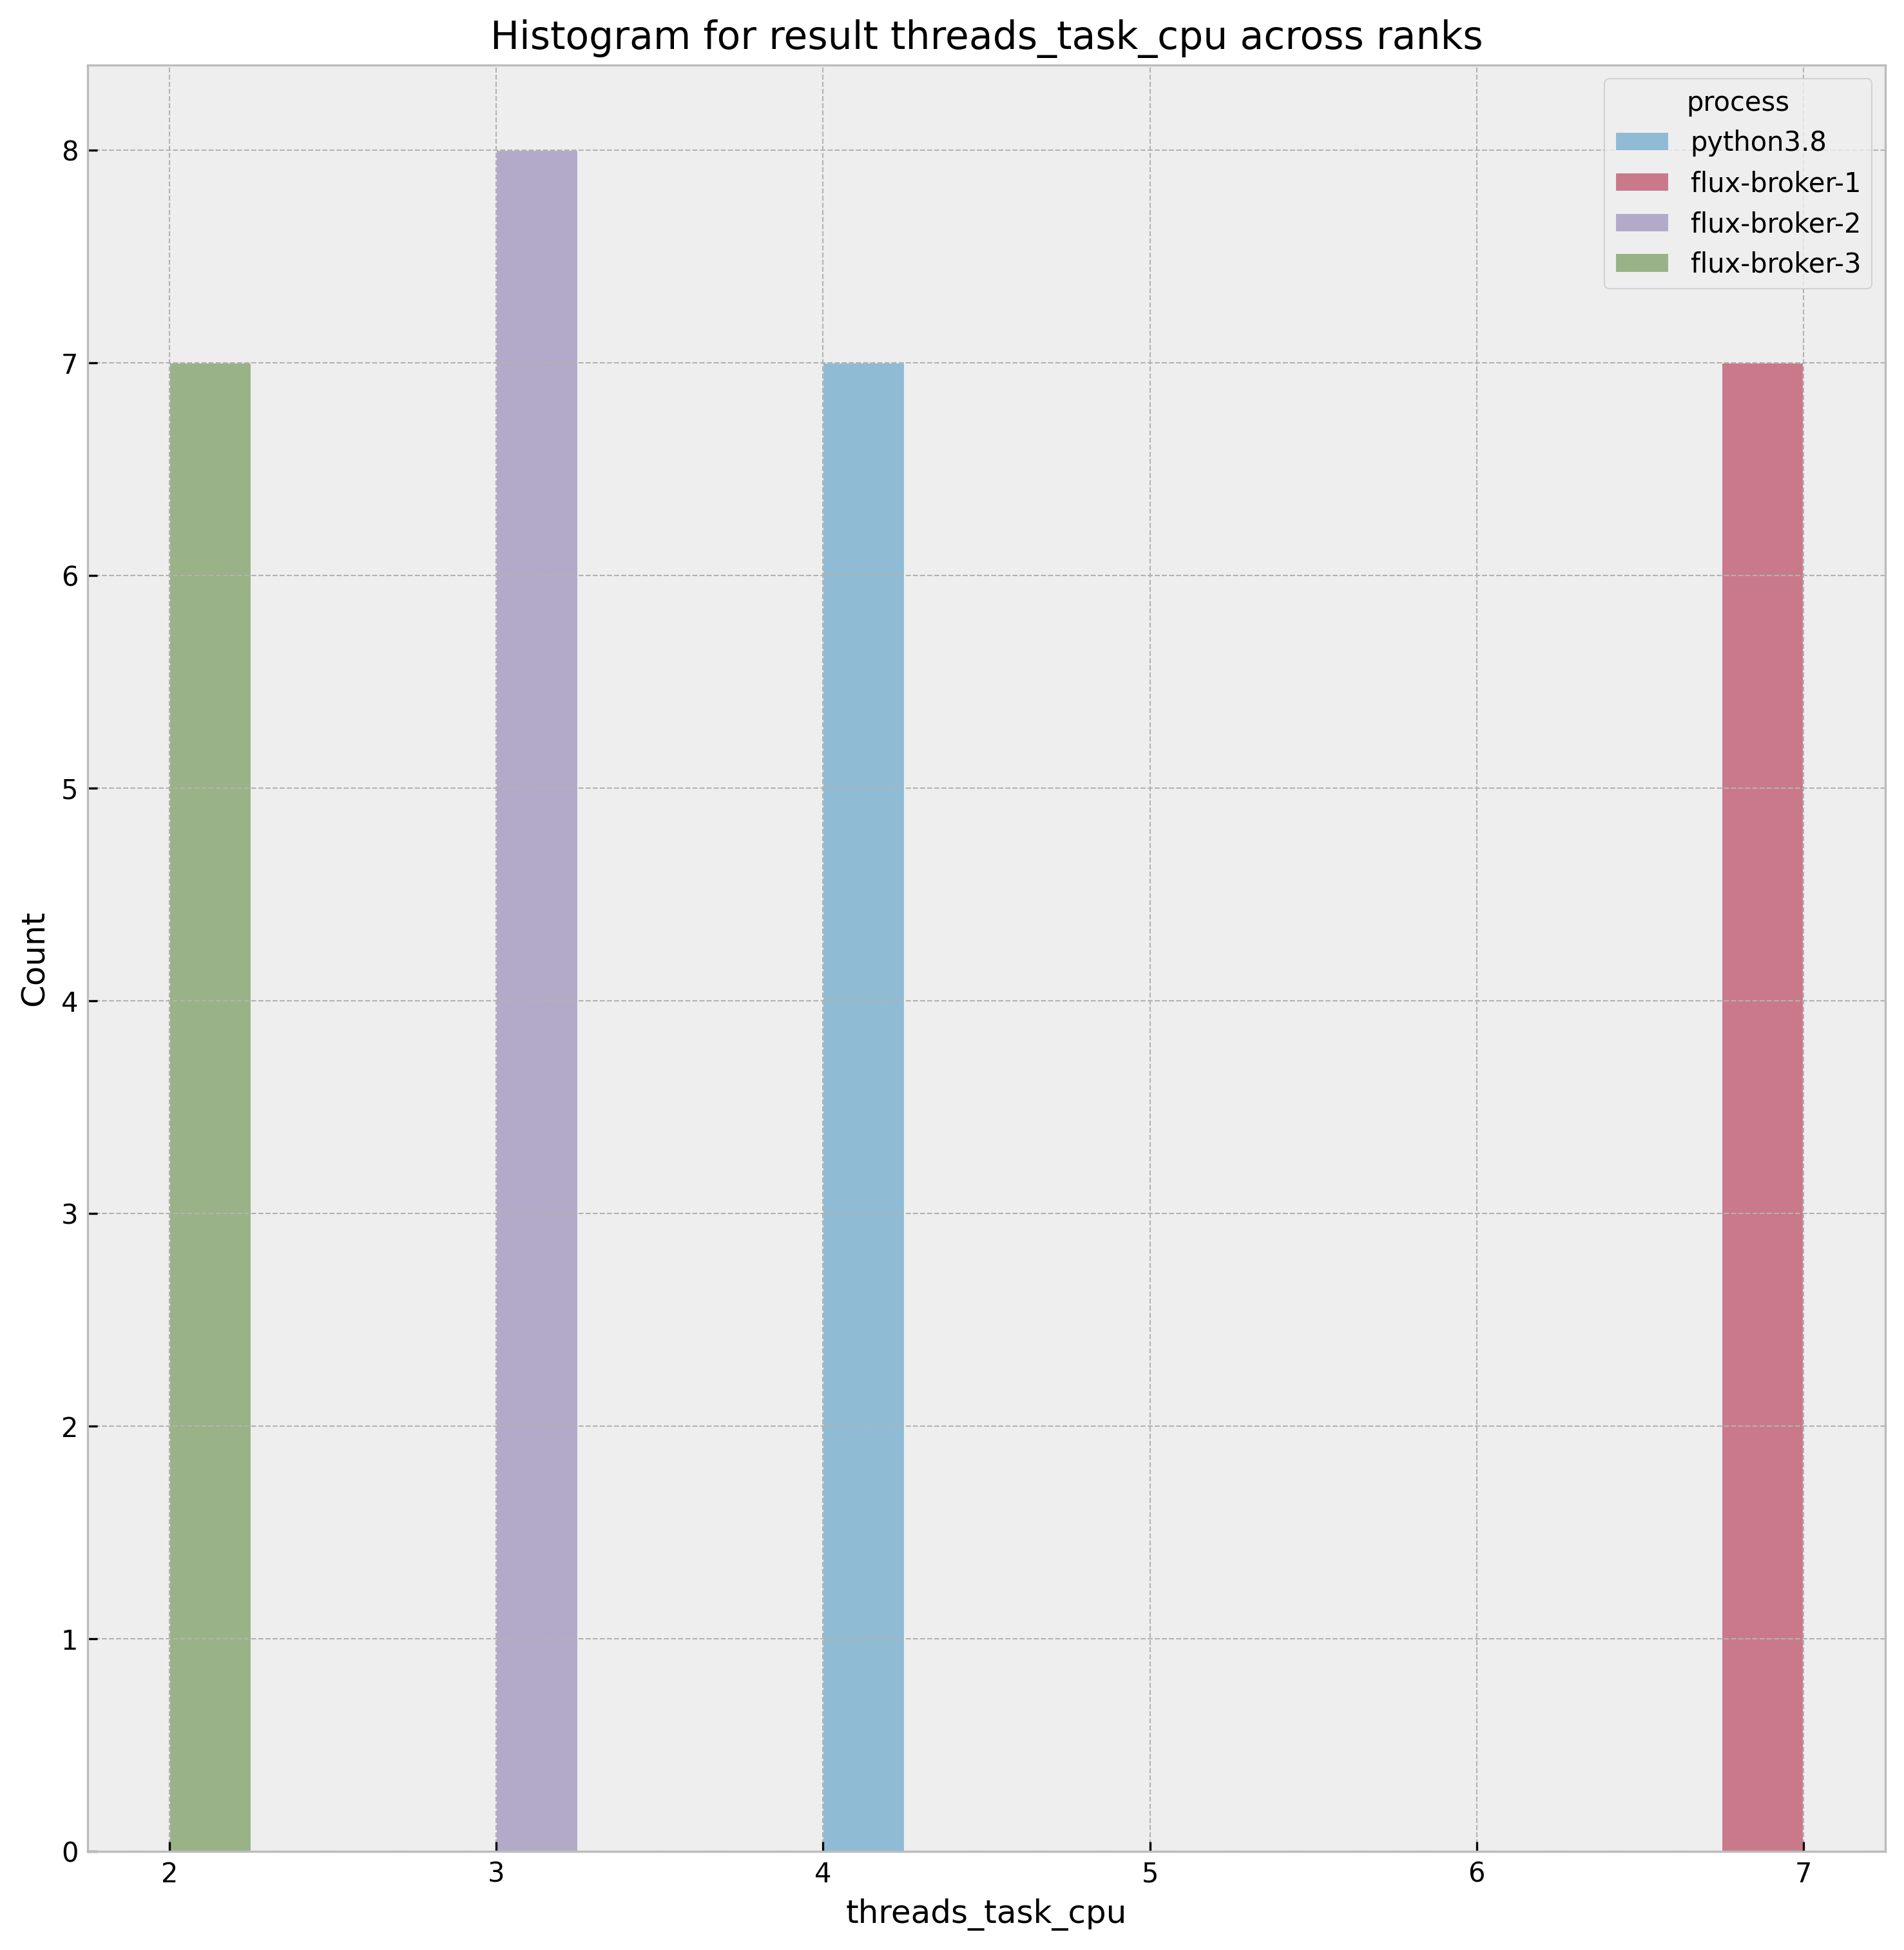 Histogram for result threads_task_cpu across ranks
process
python3.8
flux-broker-1
flux-broker-2
flux-broker-3
Count
8
7
6
5
4
3
2
1
0
2 3 4 5 6 7
threads_task_cpu